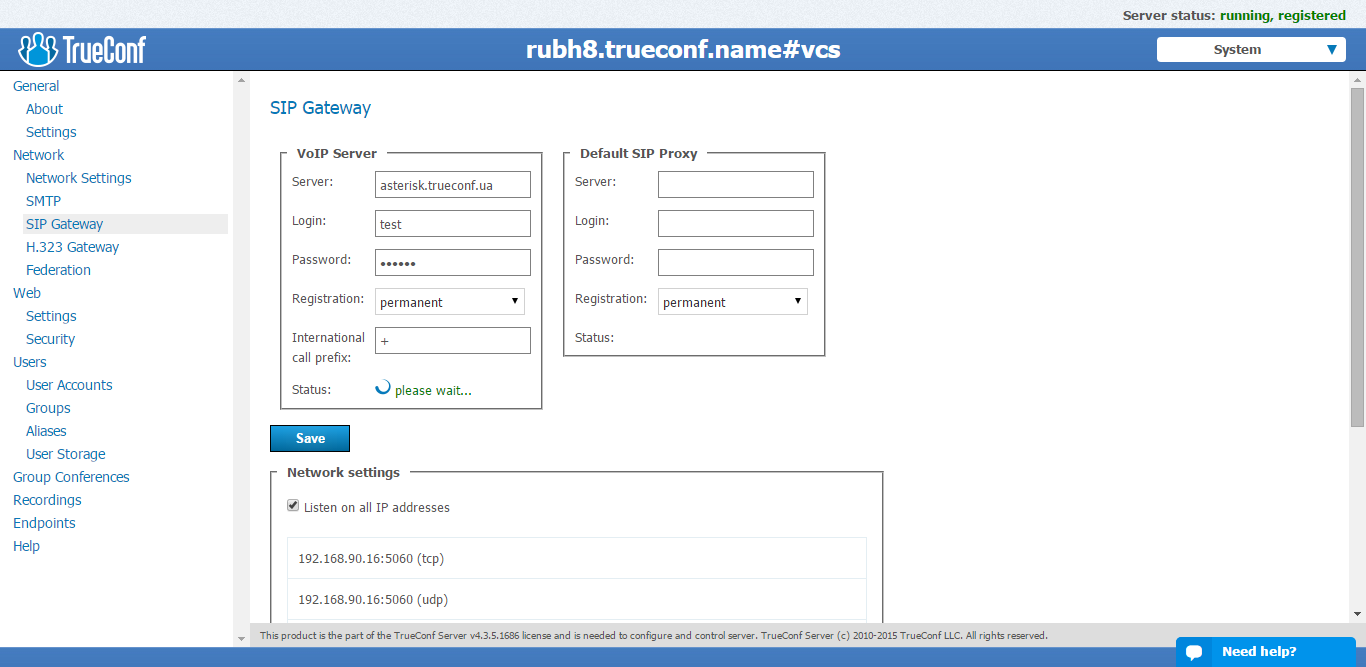 Server status: running, registered
TrueConf
rubh8.trueconf.name#vcs
System
General
About
Settings
Network
Network Settings
SMTP
SIP Gateway
H.323 Gateway
Federation
Web
Settings
Security
Users
User Accounts
Groups
Aliases
User Storage
Group Conferences
Recordings
Endpoints
Help
SIP Gateway
VoIP Server
Server: asterisk.trueconf.ua
Login: test
Password: ••••••
Registration: permanent
International
call prefix: +
Status: please wait...
Default SIP Proxy
Server:
Login:
Password:
Registration: permanent
Status:
Save
Network settings
Listen on all IP addresses
192.168.90.16:5060 (tcp)
192.168.90.16:5060 (udp)
This product is the part of the TrueConf Server v4.3.5.1686 license and is needed to configure and control server. TrueConf Server (c) 2010-2015 TrueConf LLC. All rights reserved.
Need help?